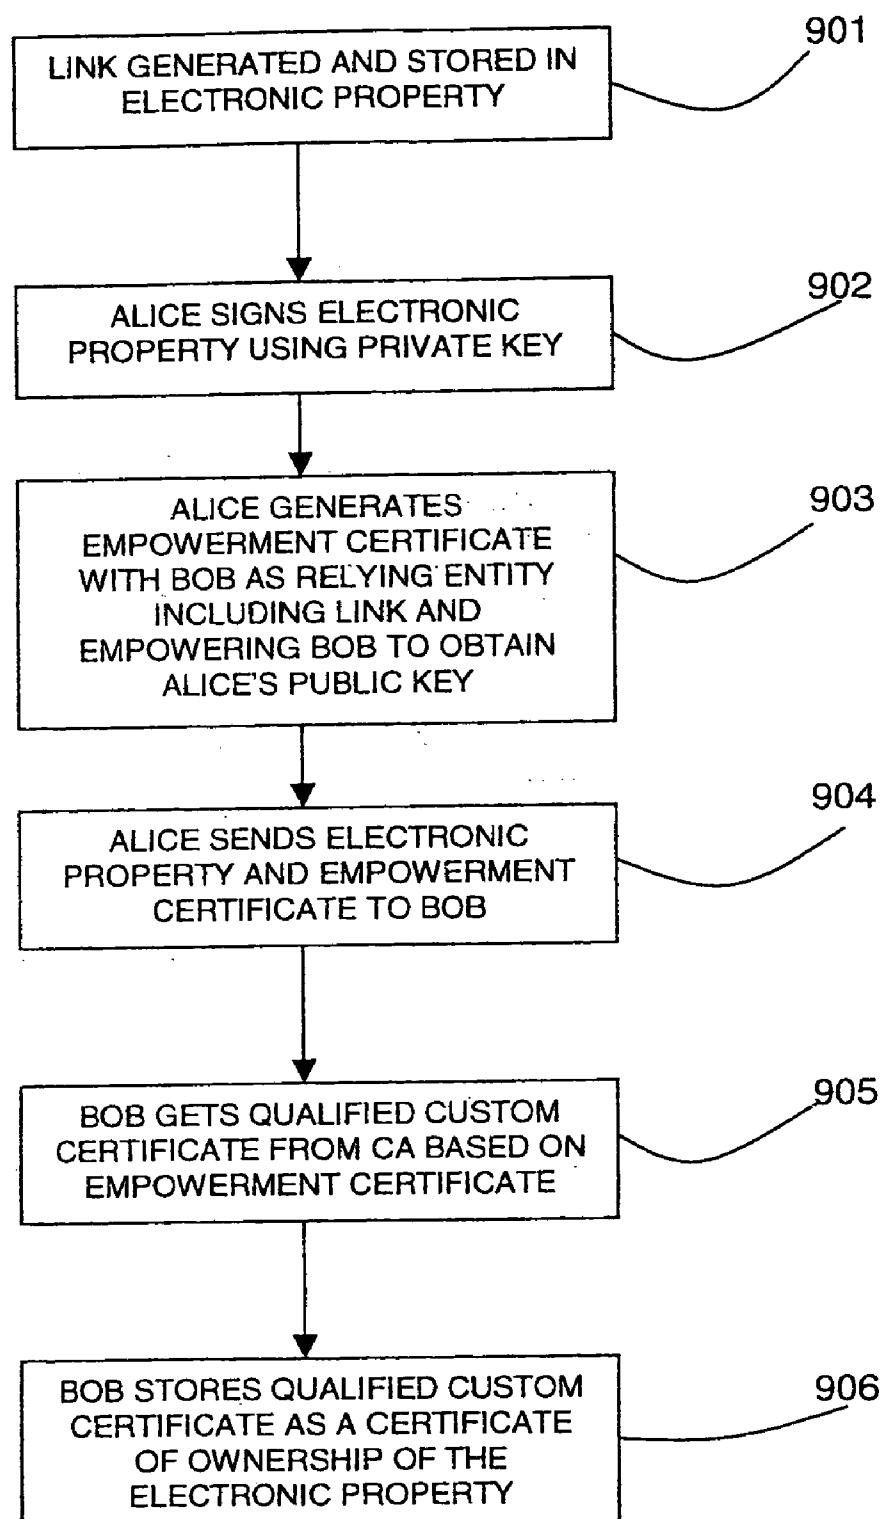 901
LINK GENERATED AND STORED IN
ELECTRONIC PROPERTY
902
ALICE SIGNS ELECTRONIC
PROPERTY USING PRIVATE KEY
903
ALICE GENERATES
EMPOWERMENT CERTIFICATE
WITH BOB AS RELYING ENTITY
INCLUDING LINK AND
EMPOWERING BOB TO OBTAIN
ALICE'S PUBLIC KEY
904
ALICE SENDS ELECTRONIC
PROPERTY AND EMPOWERMENT
CERTIFICATE TO BOB
905
BOB GETS QUALIFIED CUSTOM
CERTIFICATE FROM CA BASED ON
EMPOWERMENT CERTIFICATE
906
BOB STORES QUALIFIED CUSTOM
CERTIFICATE AS A CERTIFICATE
OF OWNERSHIP OF THE
ELECTRONIC PROPERTY